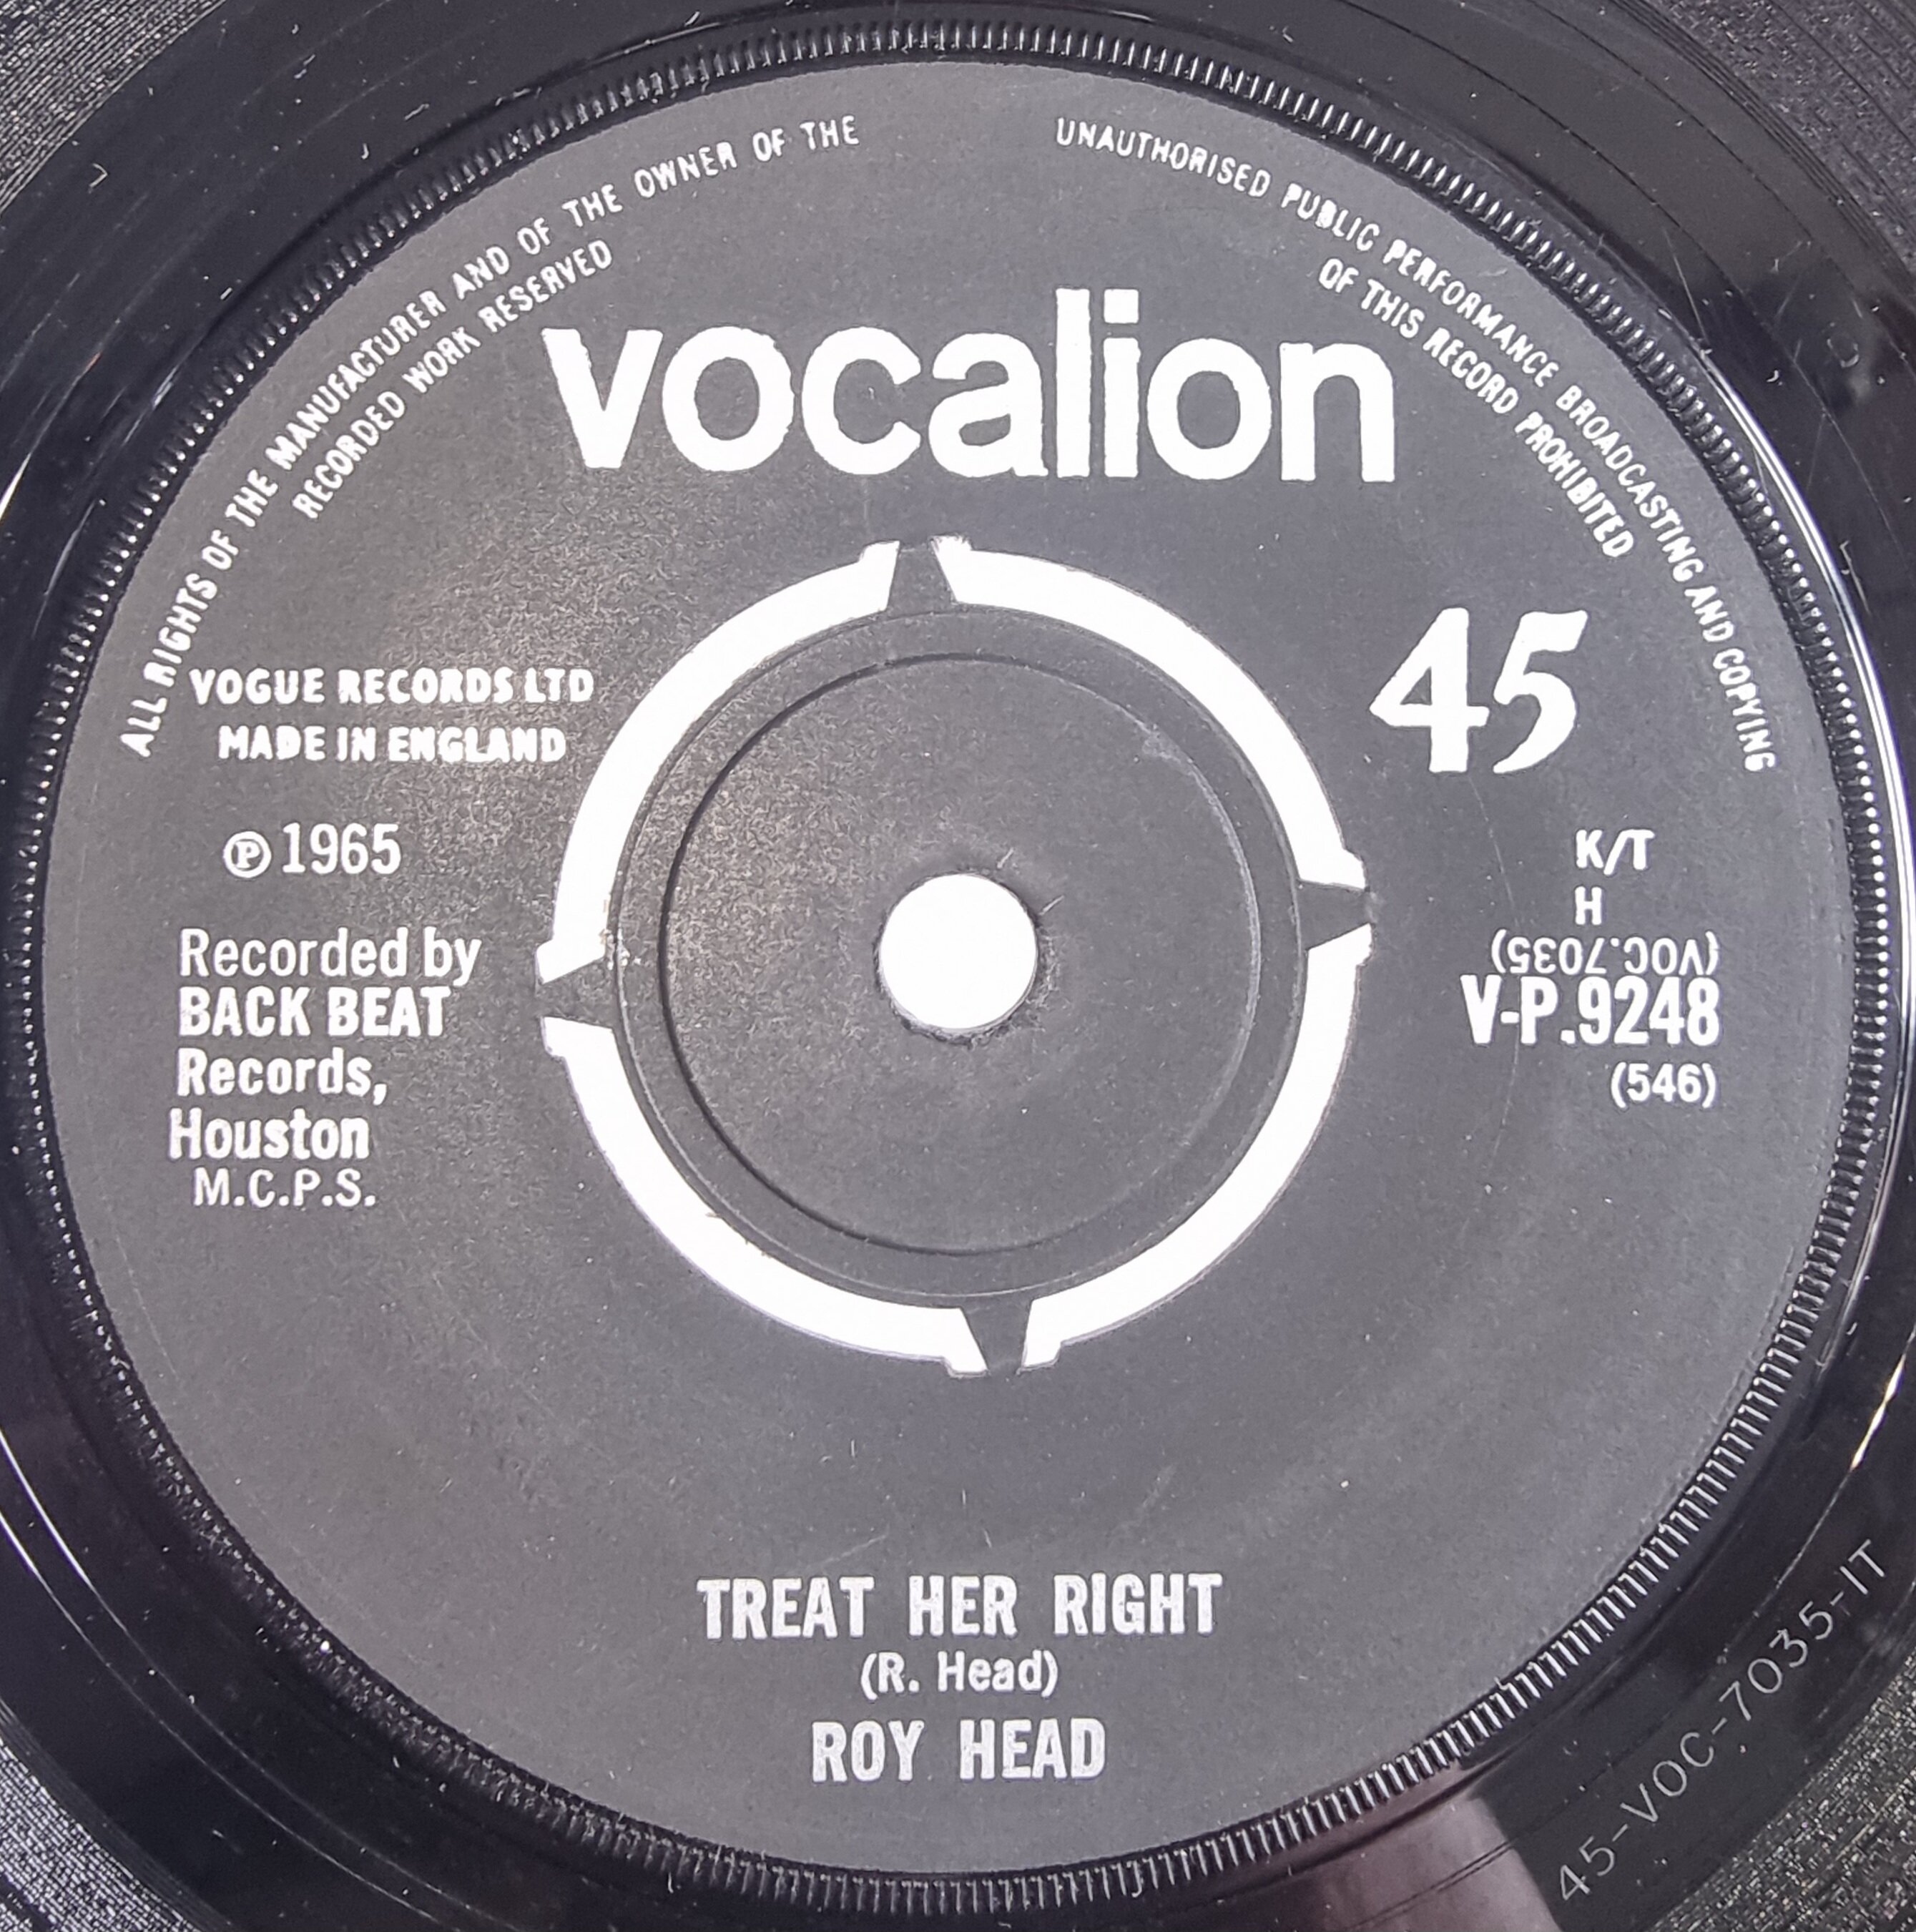 ALL RIGHTS OF THE MANUFACTURER AND OF THE OWNER OF THE
RECORDED WORK RESERVED
UNAUTHORISED PUBLIC PERFORMANCE BROADCASTING AND COPYING
OF THIS RECORD PROHIBITED
vocalion
45
VOGUE RECORDS LTD
MADE IN ENGLAND
℗ 1965
Recorded by
BACK BEAT
Records,
Houston
M.C.P.S.
K/T
H
(VOC.7035)
V-P.9248
(546)
TREAT HER RIGHT
(R. Head)
ROY HEAD
45-VOC-7035-1T